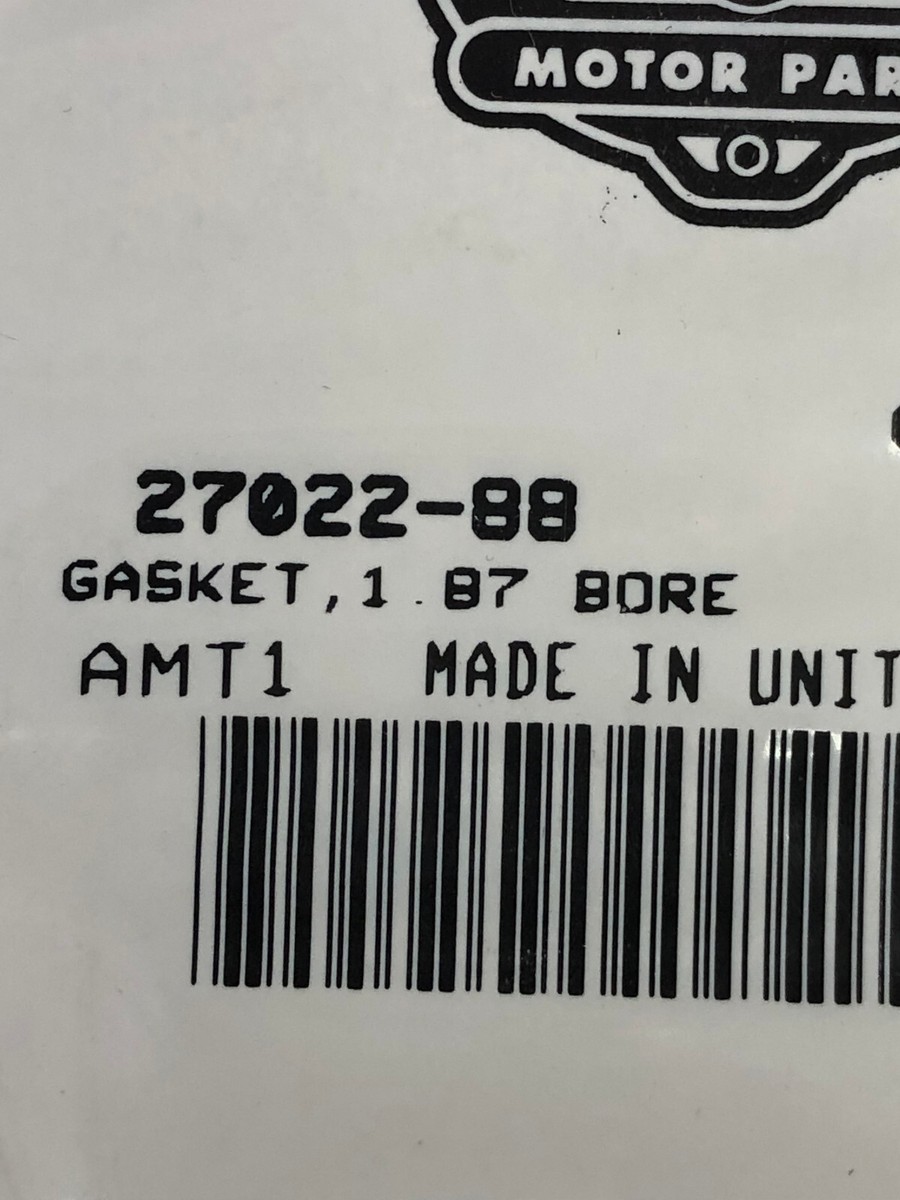 MOTOR PAR
27022-88
GASKET,1.87 BORE
AMT1 MADE IN UNIT